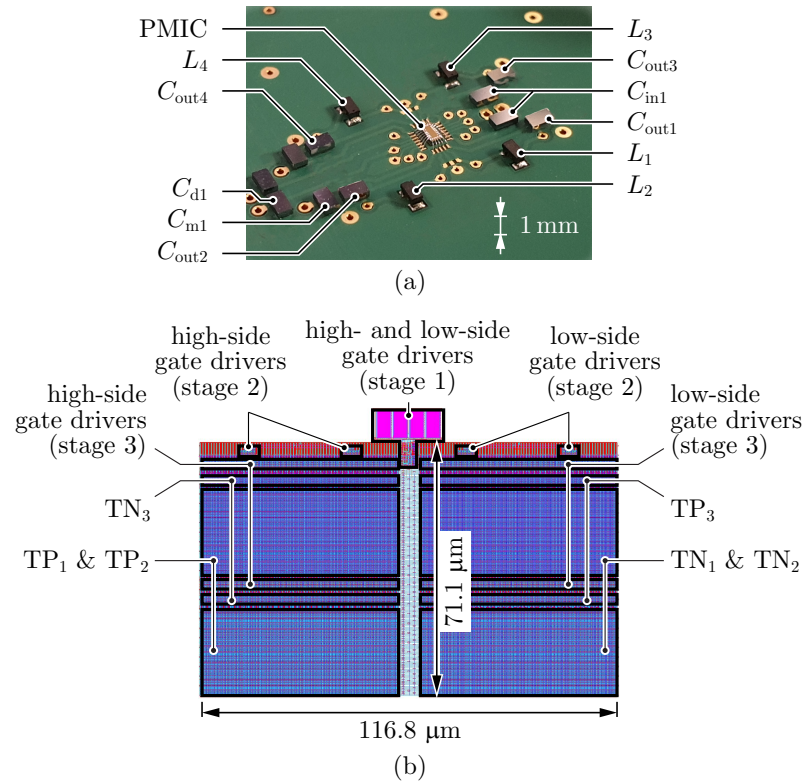 PMIC
L4
Cout4
Cd1
Cm1
Cout2
L3
Cout3
Cin1
Cout1
L1
L2
1 mm
(a)
high-side
gate drivers
(stage 2)
high- and low-side
gate drivers
(stage 1)
low-side
gate drivers
(stage 2)
high-side
gate drivers
(stage 3)
low-side
gate drivers
(stage 3)
TN3
TP3
TP1 & TP2
TN1 & TN2
71.1 µm
116.8 µm
(b)